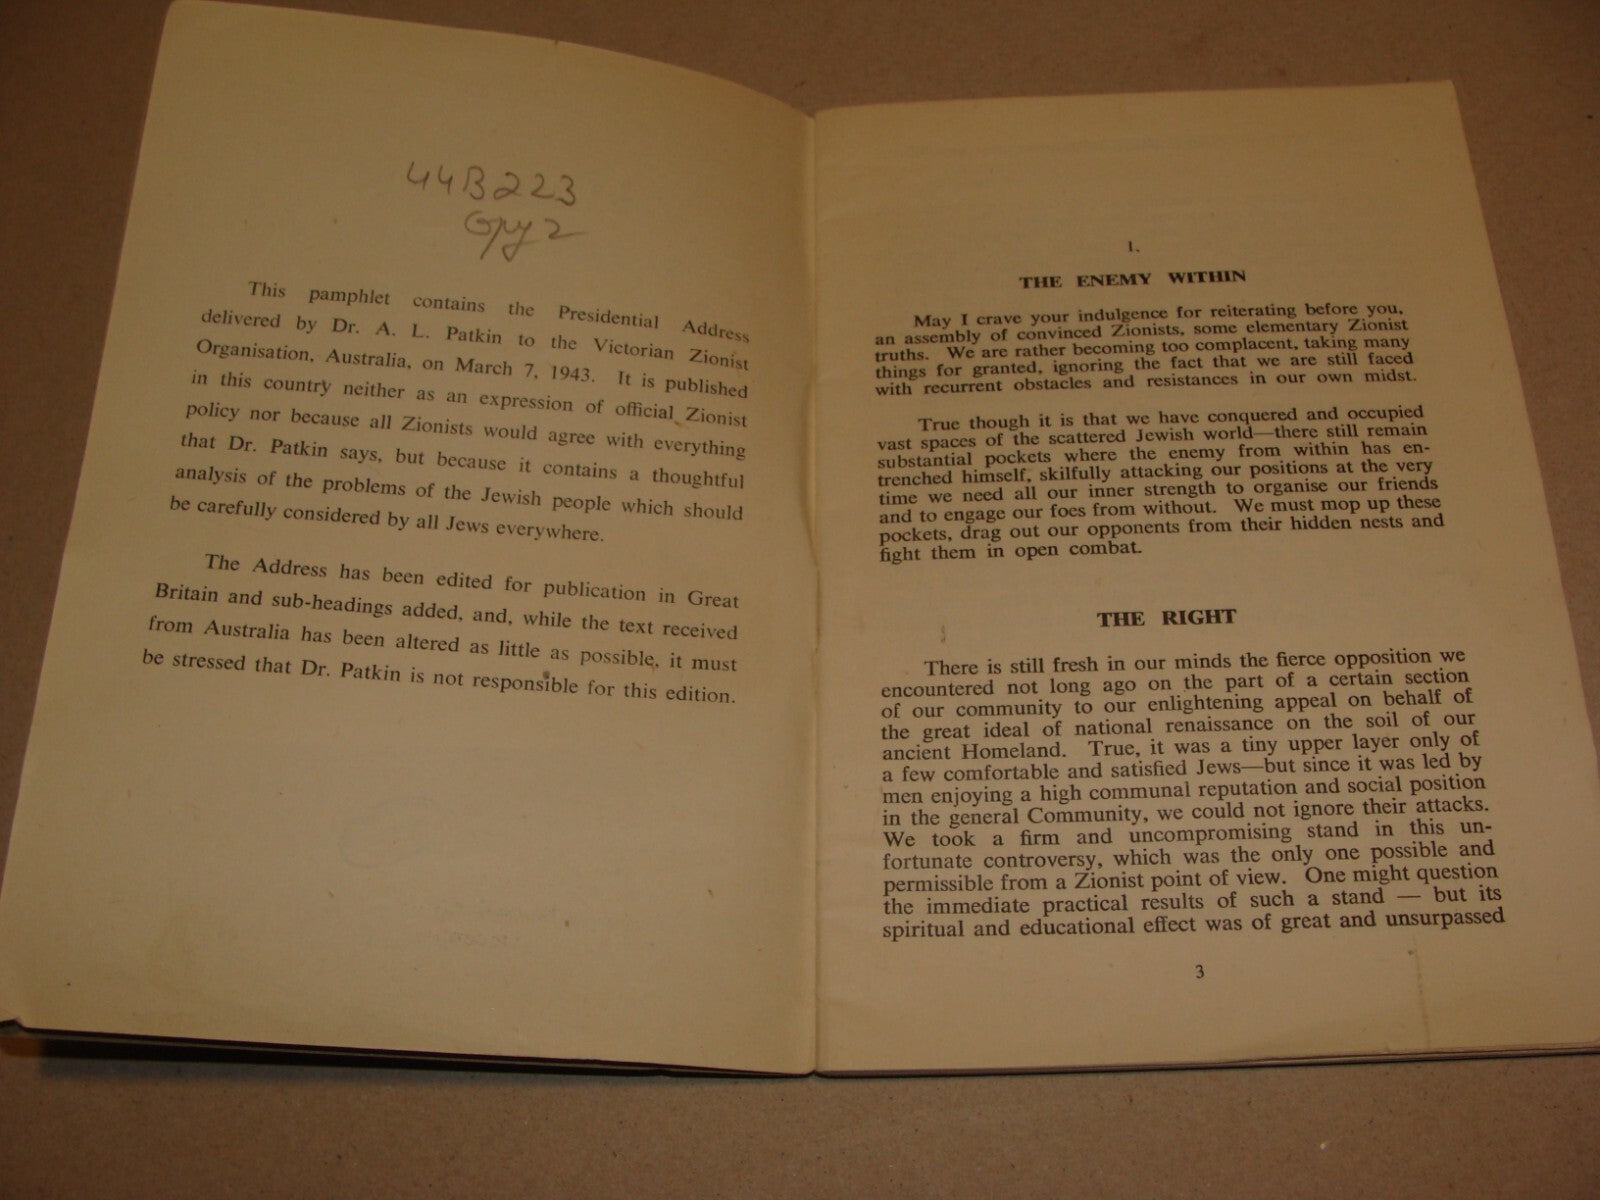 44B223
Copy 2
This pamphlet contains the Presidential Address
delivered by Dr. A. L. Patkin to the Victorian Zionist
Organisation, Australia, on March 7, 1943. It is published
in this country neither as an expression of official Zionist
policy nor because all Zionists would agree with everything
that Dr. Patkin says, but because it contains a thoughtful
analysis of the problems of the Jewish people which should
be carefully considered by all Jews everywhere.
The Address has been edited for publication in Great
Britain and sub-headings added, and, while the text received
from Australia has been altered as little as possible, it must
be stressed that Dr. Patkin is not responsible for this edition.
1.
THE ENEMY WITHIN
May I crave your indulgence for reiterating before you,
an assembly of convinced Zionists, some elementary Zionist
truths. We are rather becoming too complacent, taking many
things for granted, ignoring the fact that we are still faced
with recurrent obstacles and resistances in our own midst.
True though it is that we have conquered and occupied
vast spaces of the scattered Jewish world—there still remain
substantial pockets where the enemy from within has en-
trenched himself, skilfully attacking our positions at the very
time we need all our inner strength to organise our friends
and to engage our foes from without. We must mop up these
pockets, drag out our opponents from their hidden nests and
fight them in open combat.
THE RIGHT
There is still fresh in our minds the fierce opposition we
encountered not long ago on the part of a certain section
of our community to our enlightening appeal on behalf of
the great ideal of national renaissance on the soil of our
ancient Homeland. True, it was a tiny upper layer only of
a few comfortable and satisfied Jews—but since it was led by
men enjoying a high communal reputation and social position
in the general Community, we could not ignore their attacks.
We took a firm and uncompromising stand in this un-
fortunate controversy, which was the only one possible and
permissible from a Zionist point of view. One might question
the immediate practical results of such a stand — but its
spiritual and educational effect was of great and unsurpassed
3